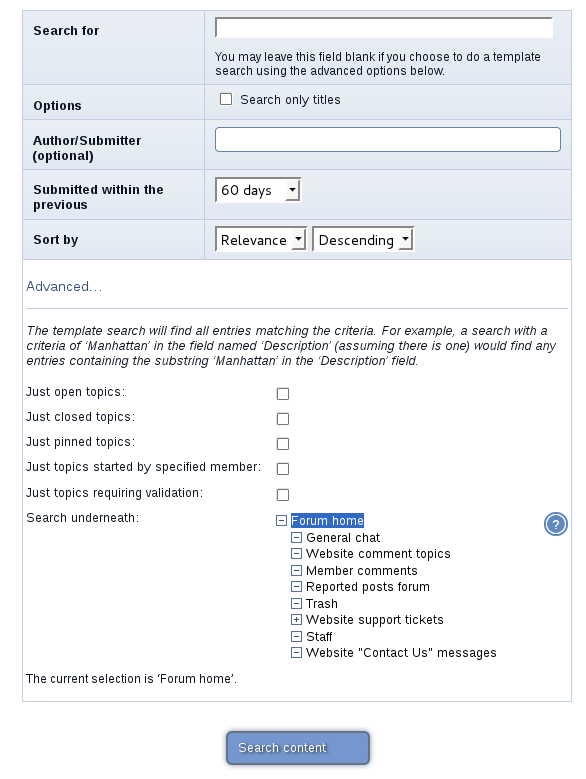 Search for
You may leave this field blank if you choose to do a template
search using the advanced options below.
Options
Search only titles
Author/Submitter
(optional)
Submitted within the
previous
60 days
Sort by
Relevance
Descending
Advanced...
The template search will find all entries matching the criteria. For example, a search with a
criteria of ‘Manhattan’ in the field named ‘Description’ (assuming there is one) would find any
entries containing the substring ‘Manhattan’ in the ‘Description’ field.
Just open topics:
Just closed topics:
Just pinned topics:
Just topics started by specified member:
Just topics requiring validation:
Search underneath:
Forum home
?
General chat
Website comment topics
Member comments
Reported posts forum
Trash
Website support tickets
Staff
Website "Contact Us" messages
The current selection is ‘Forum home’.
Search content